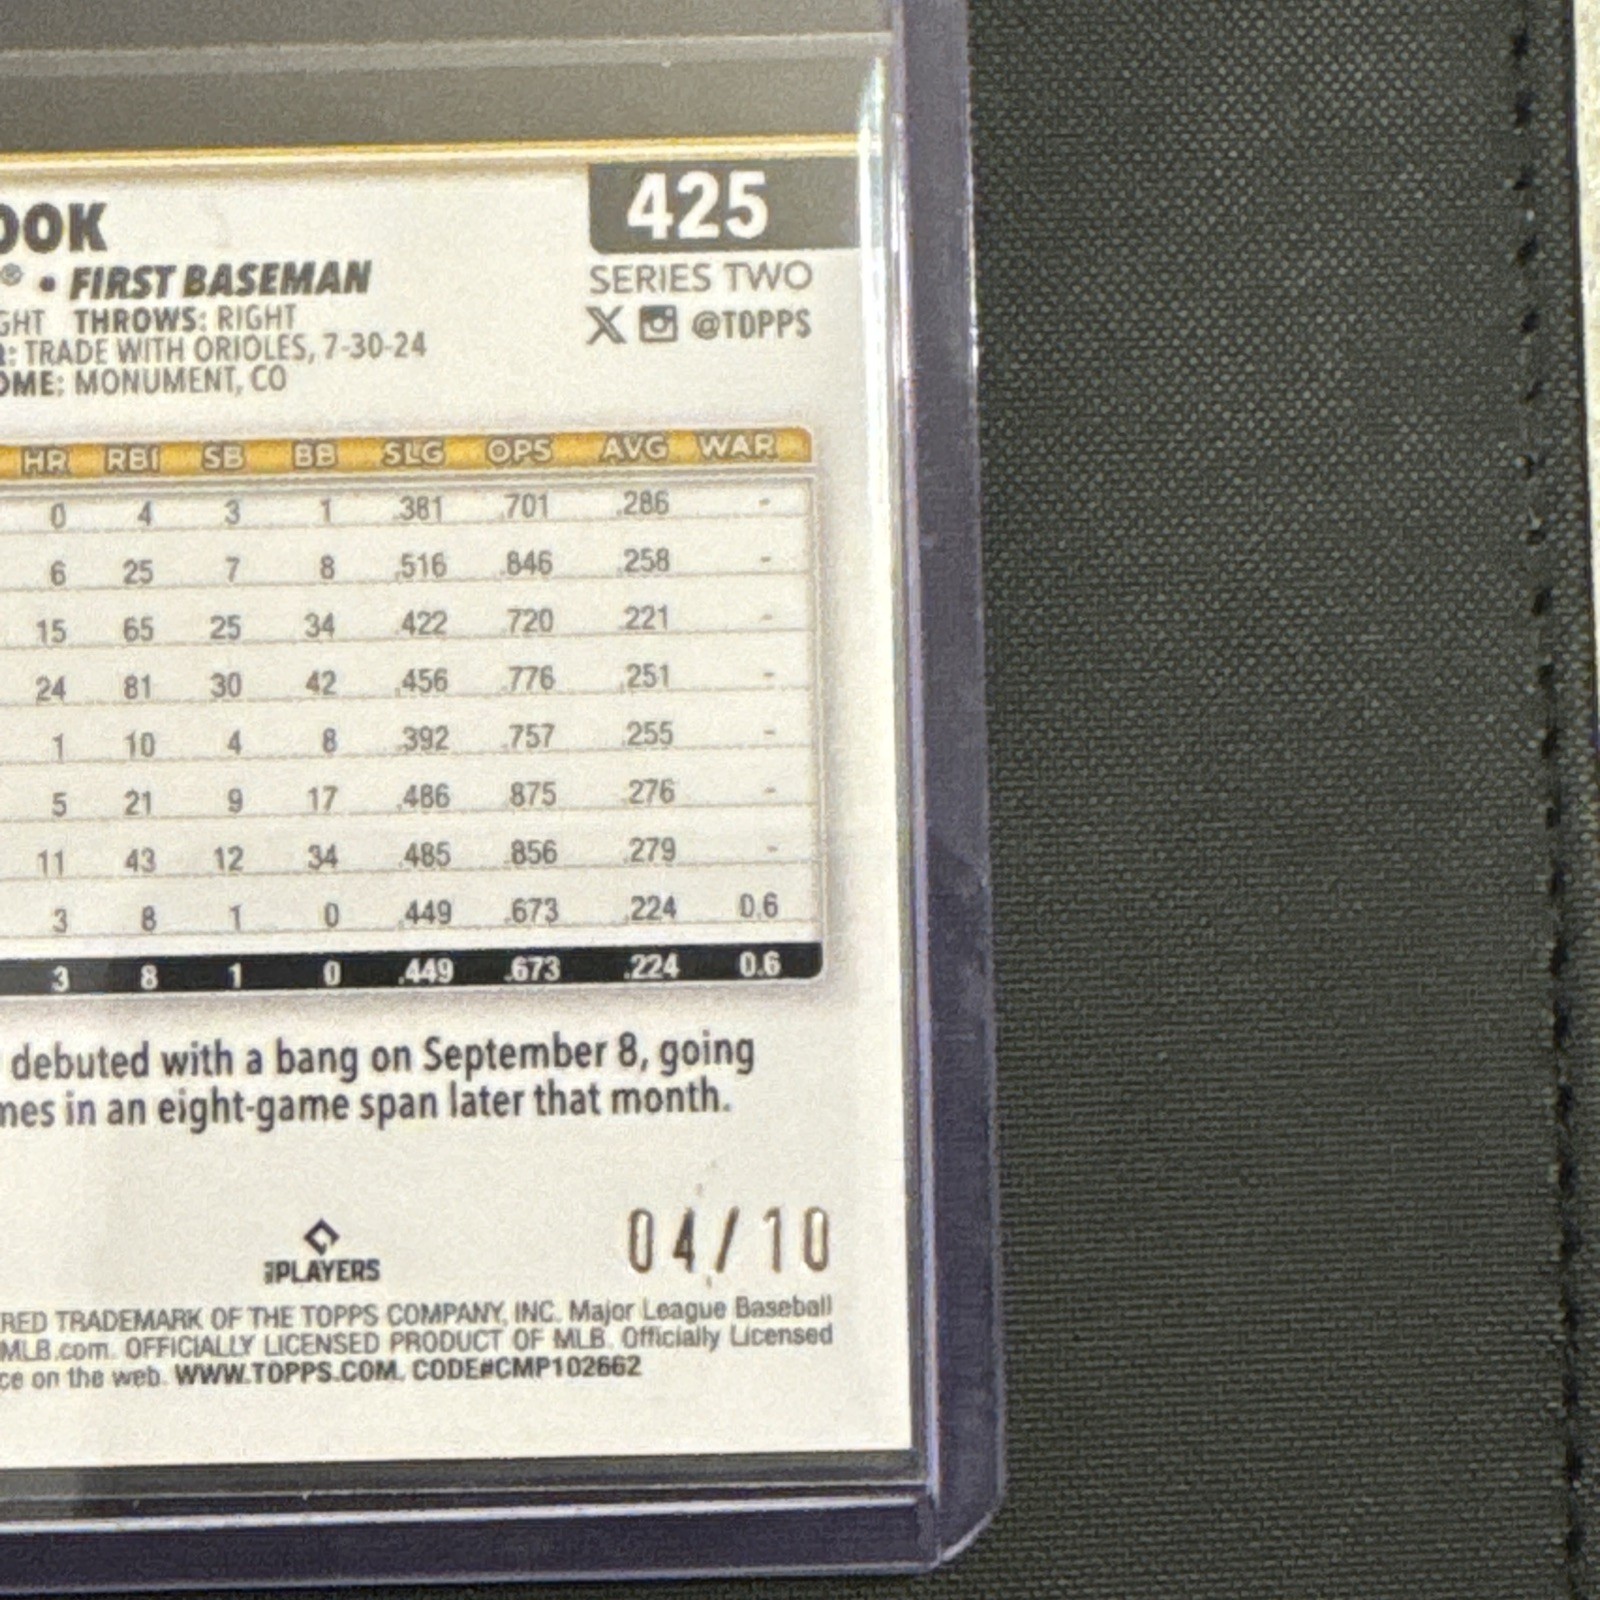 OOK
425
® • FIRST BASEMAN
SERIES TWO
GHT THROWS: RIGHT
@TOPPS
: TRADE WITH ORIOLES, 7-30-24
OME: MONUMENT, CO
HR RBI SB BB SLG OPS AVG WAR
0 4 3 1 .381 .701 .286 -
6 25 7 8 .516 .846 .258 -
15 65 25 34 .422 .720 .221 -
24 81 30 42 .456 .776 .251 -
1 10 4 8 .392 .757 .255 -
5 21 9 17 .486 .875 .276 -
11 43 12 34 .485 .856 .279 -
3 8 1 0 .449 .673 .224 0.6
3 8 1 0 .449 .673 .224 0.6
debuted with a bang on September 8, going
mes in an eight-game span later that month.
04/10
PLAYERS
RED TRADEMARK OF THE TOPPS COMPANY, INC. Major League Baseball
MLB.com. OFFICIALLY LICENSED PRODUCT OF MLB. Officially Licensed
ce on the web. WWW.TOPPS.COM. CODE#CMP102662